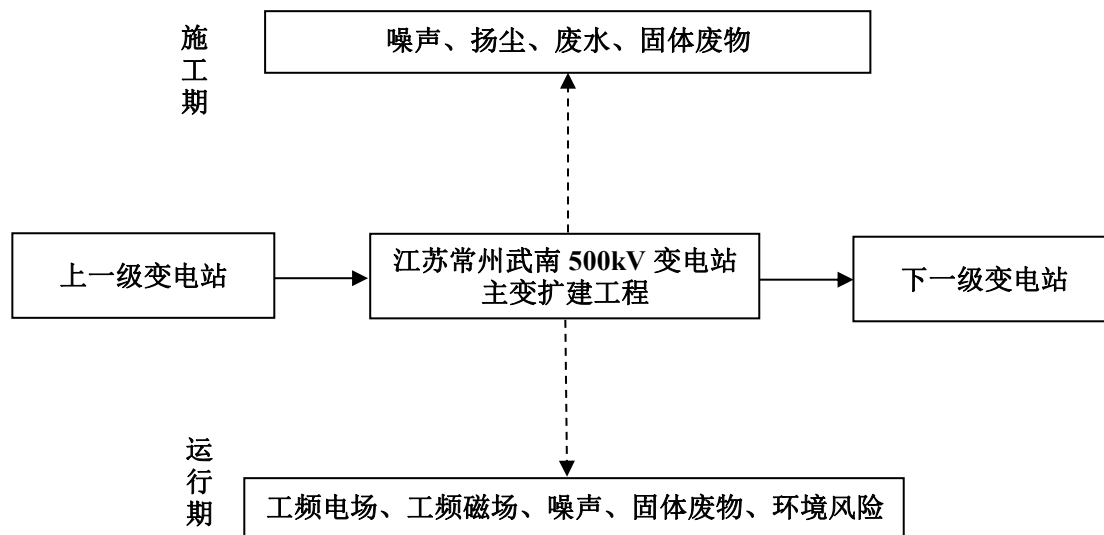 施工期
噪声、扬尘、废水、固体废物
上一级变电站
江苏常州武南 500kV 变电站
主变扩建工程
下一级变电站
运行期
工频电场、工频磁场、噪声、固体废物、环境风险